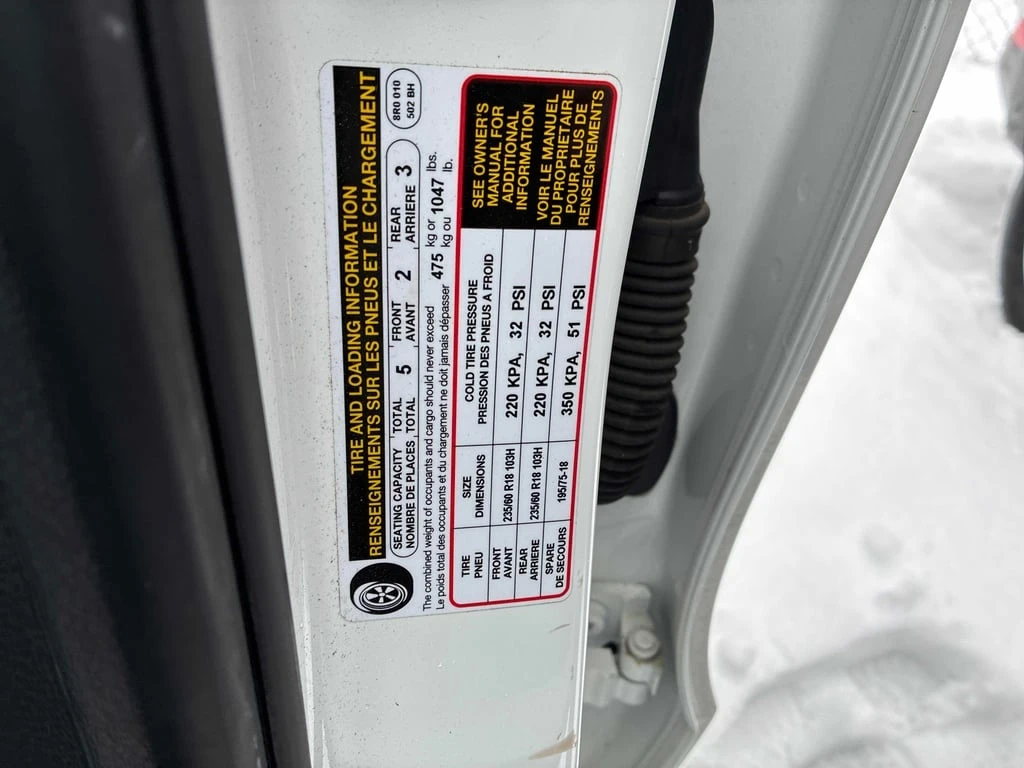 TIRE AND LOADING INFORMATION
RENSEIGNEMENTS SUR LES PNEUS ET LE CHARGEMENT
SEATING CAPACITY TOTAL 5 FRONT 2 REAR 3
NOMBRE DE PLACES TOTAL AVANT ARRIERE
8R0 010
502 BH
The combined weight of occupants and cargo should never exceed 475 kg or 1047 lbs.
Le poids total des occupants et du chargement ne doit jamais dépasser kg ou lb.
TIRE SIZE COLD TIRE PRESSURE
PNEU DIMENSIONS PRESSION DES PNEUS A FROID
FRONT
AVANT 235/60 R18 103H 220 KPA, 32 PSI
REAR
ARRIERE 235/60 R18 103H 220 KPA, 32 PSI
SPARE
DE SECOURS 195/75-18 350 KPA, 51 PSI
SEE OWNER'S
MANUAL FOR
ADDITIONAL
INFORMATION
VOIR LE MANUEL
DU PROPRIETAIRE
POUR PLUS DE
RENSEIGNEMENTS